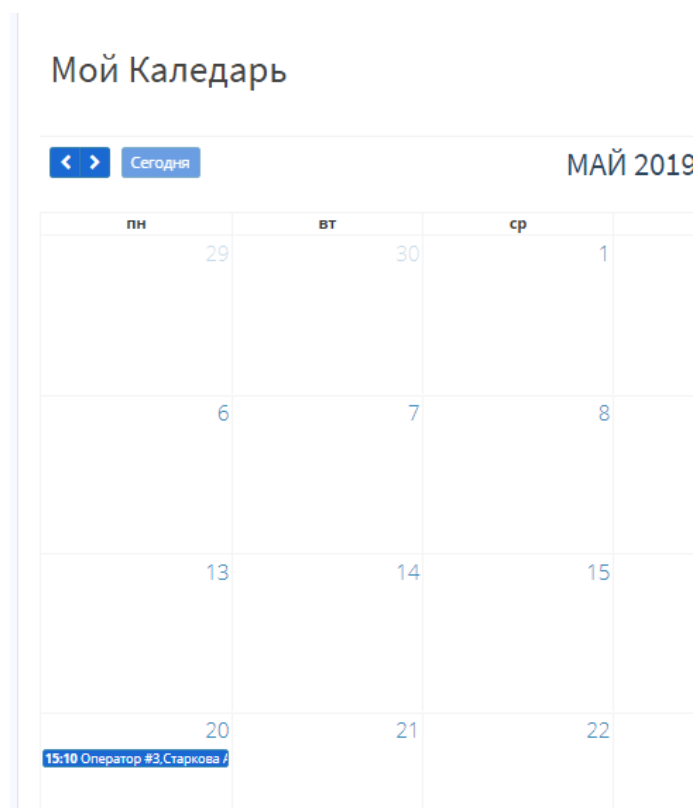 Мой Каледарь
Сегодня
МАЙ 2019
пн вт ср
29 30 1
6 7 8
13 14 15
20 21 22
15:10 Оператор #3,Старкова